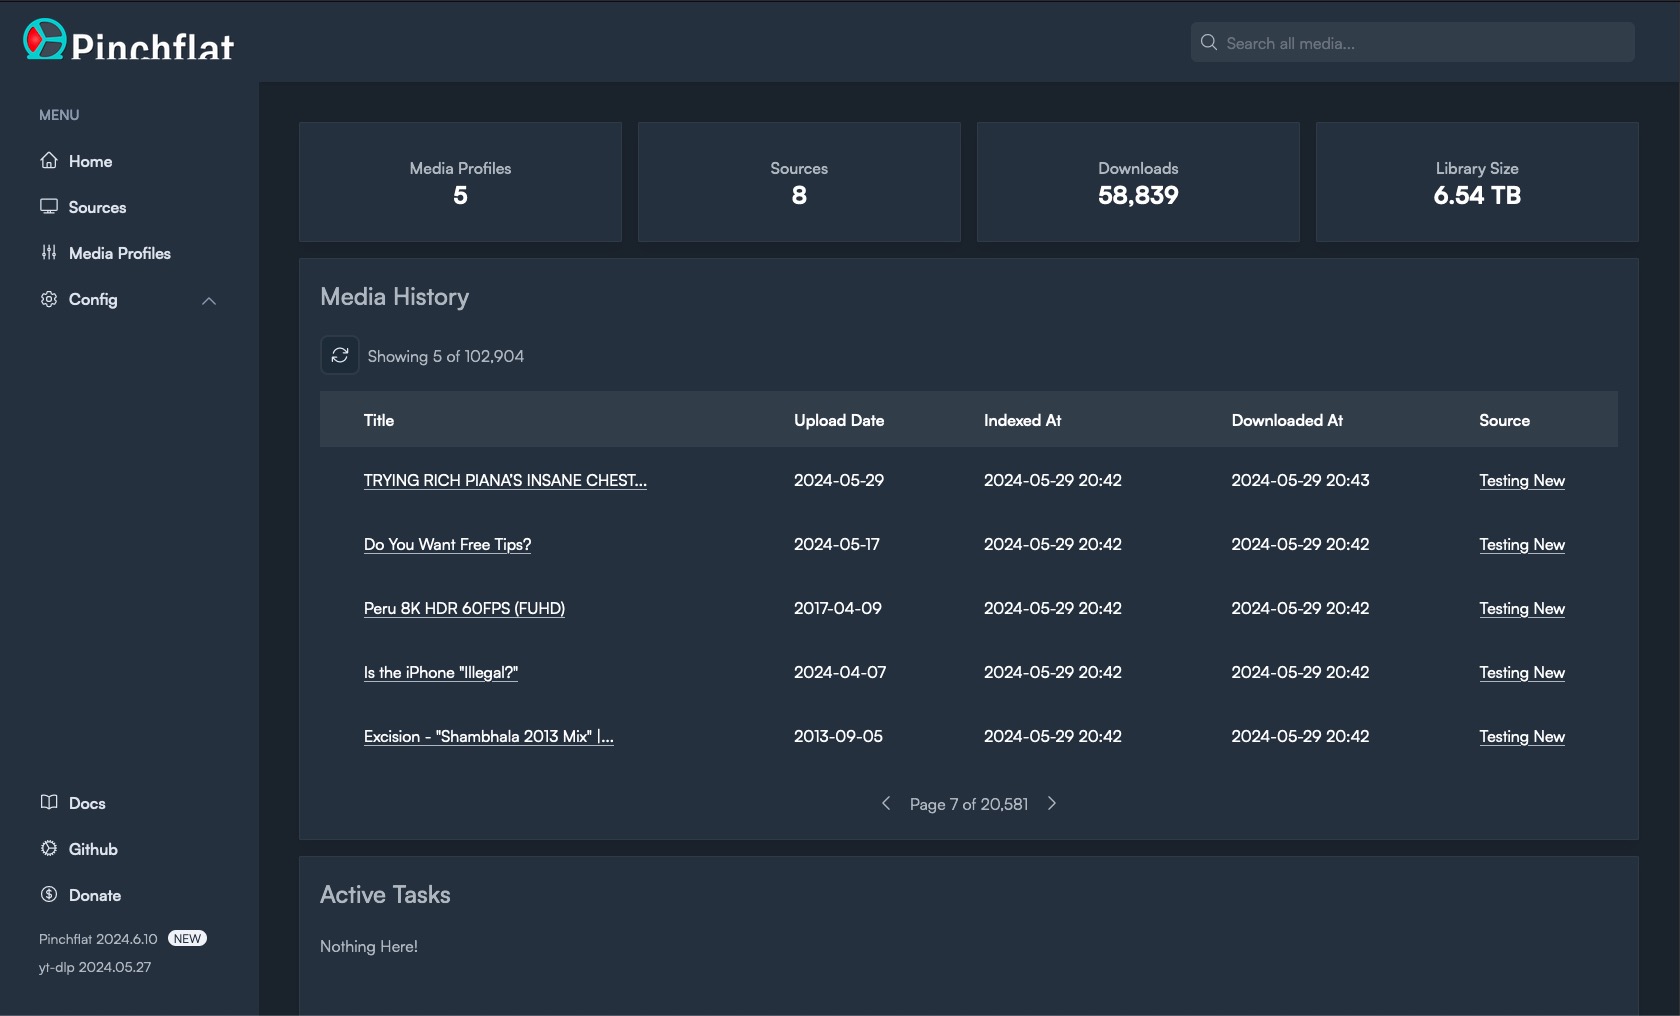 Pinchflat
Search all media...
MENU
Home
Sources
Media Profiles
Config
Media Profiles
5
Sources
8
Downloads
58,839
Library Size
6.54 TB
Media History
Showing 5 of 102,904
Title Upload Date Indexed At Downloaded At Source
TRYING RICH PIANA'S INSANE CHEST... 2024-05-29 2024-05-29 20:42 2024-05-29 20:43 Testing New
Do You Want Free Tips? 2024-05-17 2024-05-29 20:42 2024-05-29 20:42 Testing New
Peru 8K HDR 60FPS (FUHD) 2017-04-09 2024-05-29 20:42 2024-05-29 20:42 Testing New
Is the iPhone "Illegal?" 2024-04-07 2024-05-29 20:42 2024-05-29 20:42 Testing New
Excision - "Shambhala 2013 Mix" |... 2013-09-05 2024-05-29 20:42 2024-05-29 20:42 Testing New
Page 7 of 20,581
Active Tasks
Nothing Here!
Docs
Github
Donate
Pinchflat 2024.6.10 NEW
yt-dlp 2024.05.27